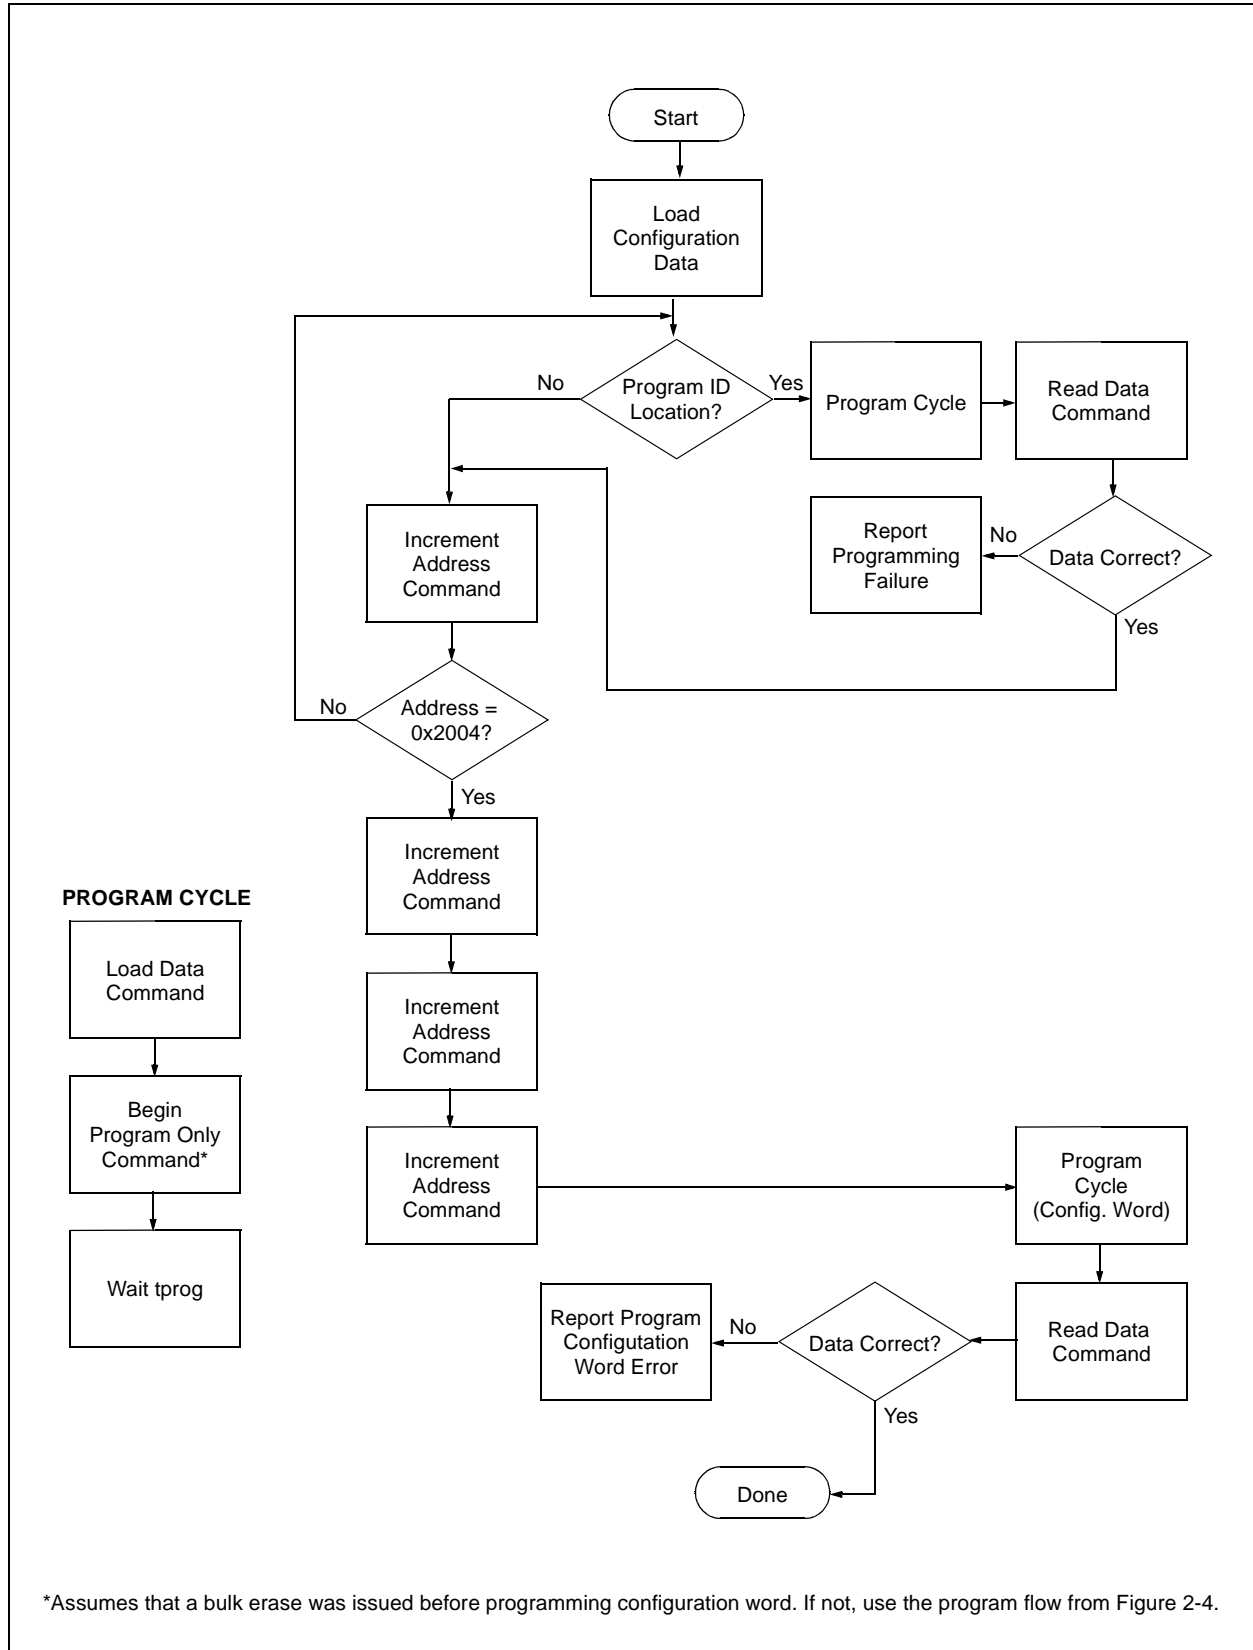 Start
Load
Configuration
Data
No
Program ID
Location?
Yes
Program Cycle
Read Data
Command
Increment
Address
Command
Report
Programming
Failure
No
Data Correct?
Yes
No
Address =
0x2004?
Yes
Increment
Address
Command
PROGRAM CYCLE
Load Data
Command
Increment
Address
Command
Begin
Program Only
Command*
Increment
Address
Command
Program
Cycle
(Config. Word)
Wait tprog
Report Program
Configutation
Word Error
No
Data Correct?
Read Data
Command
Yes
Done
*Assumes that a bulk erase was issued before programming configuration word. If not, use the program flow from Figure 2-4.